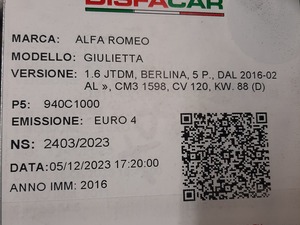 DISFACAR
MARCA: ALFA ROMEO
MODELLO: GIULIETTA
VERSIONE: 1.6 JTDM, BERLINA, 5 P., DAL 2016-02
AL », CM3 1598, CV 120, KW. 88 (D)
P5: 940C1000
EMISSIONE: EURO 4
NS: 2403/2023
DATA:05/12/2023 17:20:00
ANNO IMM: 2016